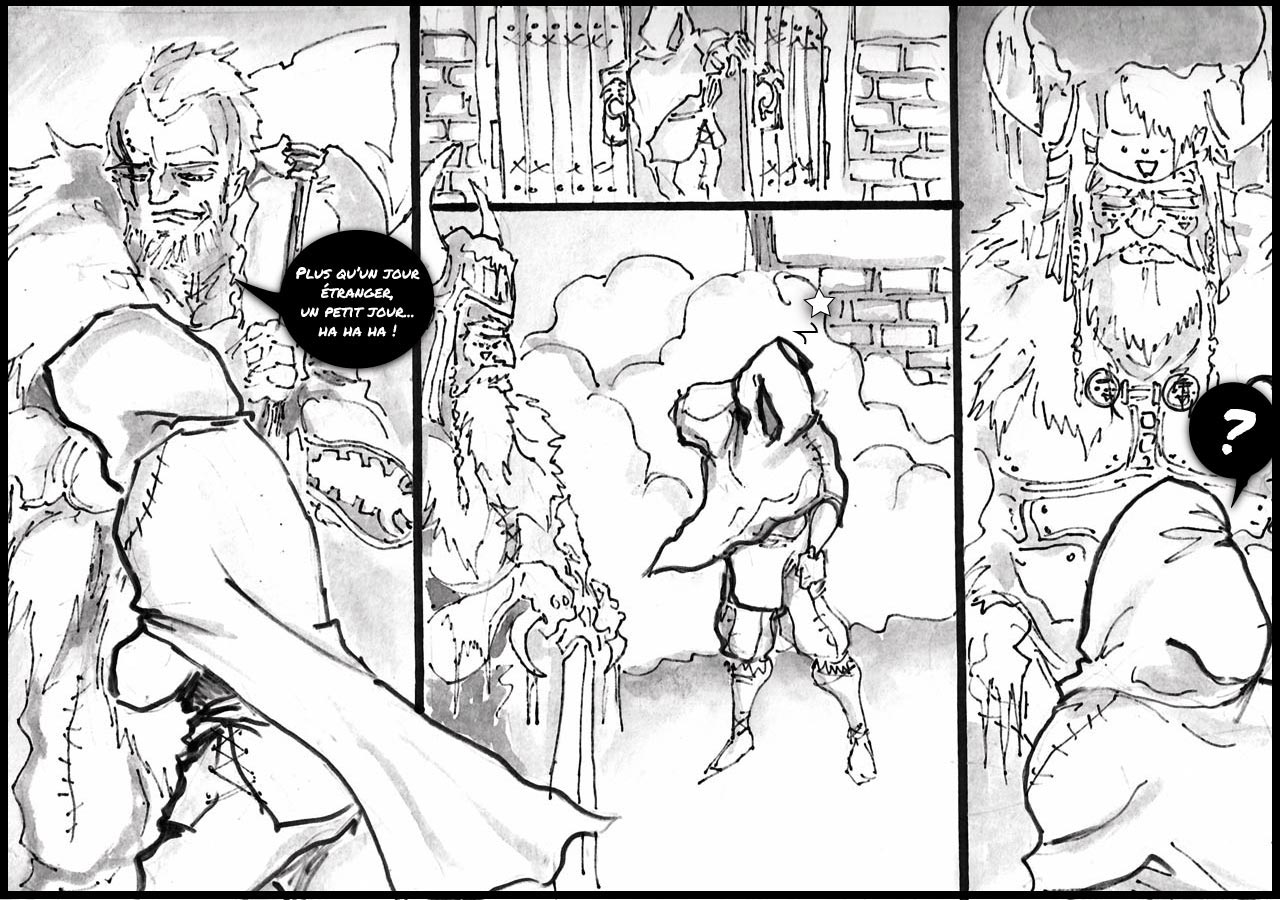 PLUS QU'UN JOUR
ÉTRANGER,
UN PETIT JOUR...
HA HA HA !
?